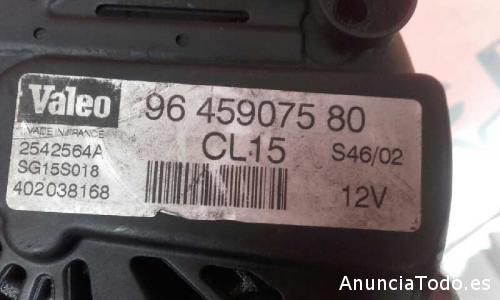 Valeo 96 459075 80
MADE IN FRANCE CL15 S46/02
2542564A
SG15S018
402038168 12V
AnunciaTodo.es